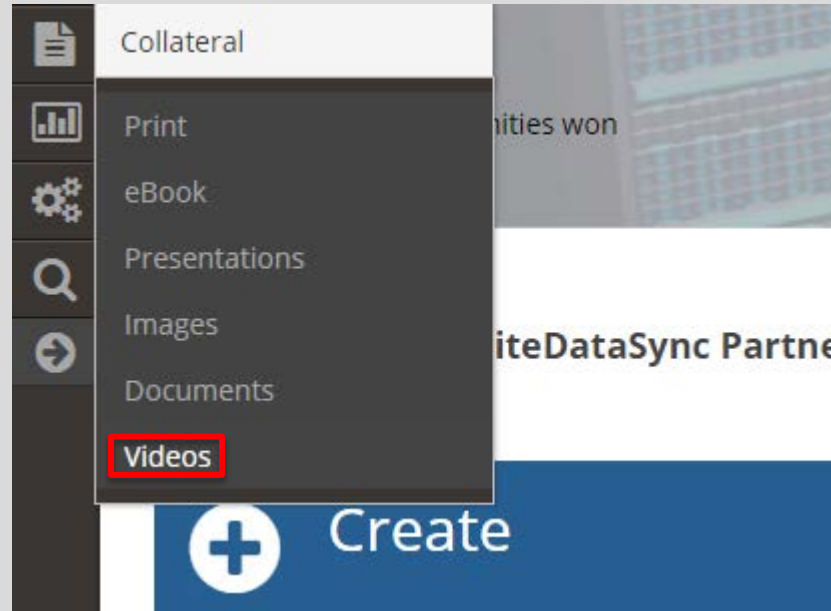 Collateral
Print
nities won
eBook
Presentations
Images
iteDataSync Partne
Documents
Videos
Create